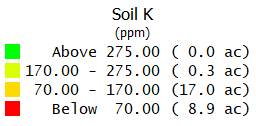 Soil K
(ppm)
Above 275.00 ( 0.0 ac)
170.00 - 275.00 ( 0.3 ac)
70.00 - 170.00 (17.0 ac)
Below 70.00 ( 8.9 ac)